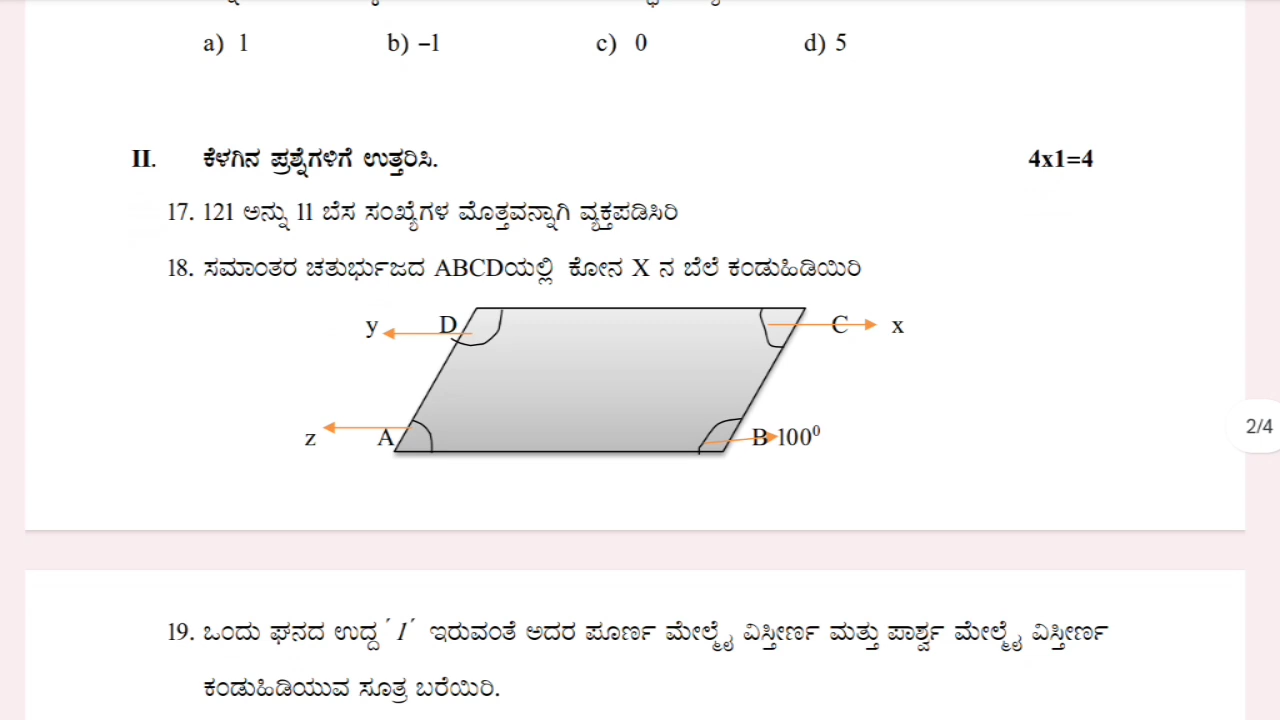 a) 1 b) –1 c) 0 d) 5
II. ಕೆಳಗಿನ ಪ್ರಶ್ನೆಗಳಿಗೆ ಉತ್ತರಿಸಿ. 4x1=4
17. 121 ಅನ್ನು 11 ಬೆಸ ಸಂಖ್ಯೆಗಳ ಮೊತ್ತವನ್ನಾಗಿ ವ್ಯಕ್ತಪಡಿಸಿರಿ
18. ಸಮಾಂತರ ಚತುರ್ಭುಜದ ABCDಯಲ್ಲಿ ಕೋನ X ನ ಬೆಲೆ ಕಂಡುಹಿಡಿಯಿರಿ
y D C x
z A B 100⁰
2/4
19. ಒಂದು ಘನದ ಉದ್ದ ´l´ ಇರುವಂತೆ ಅದರ ಪೂರ್ಣ ಮೇಲ್ಮೈ ವಿಸ್ತೀರ್ಣ ಮತ್ತು ಪಾರ್ಶ್ವ ಮೇಲ್ಮೈ ವಿಸ್ತೀರ್ಣ
ಕಂಡುಹಿಡಿಯುವ ಸೂತ್ರ ಬರೆಯಿರಿ.